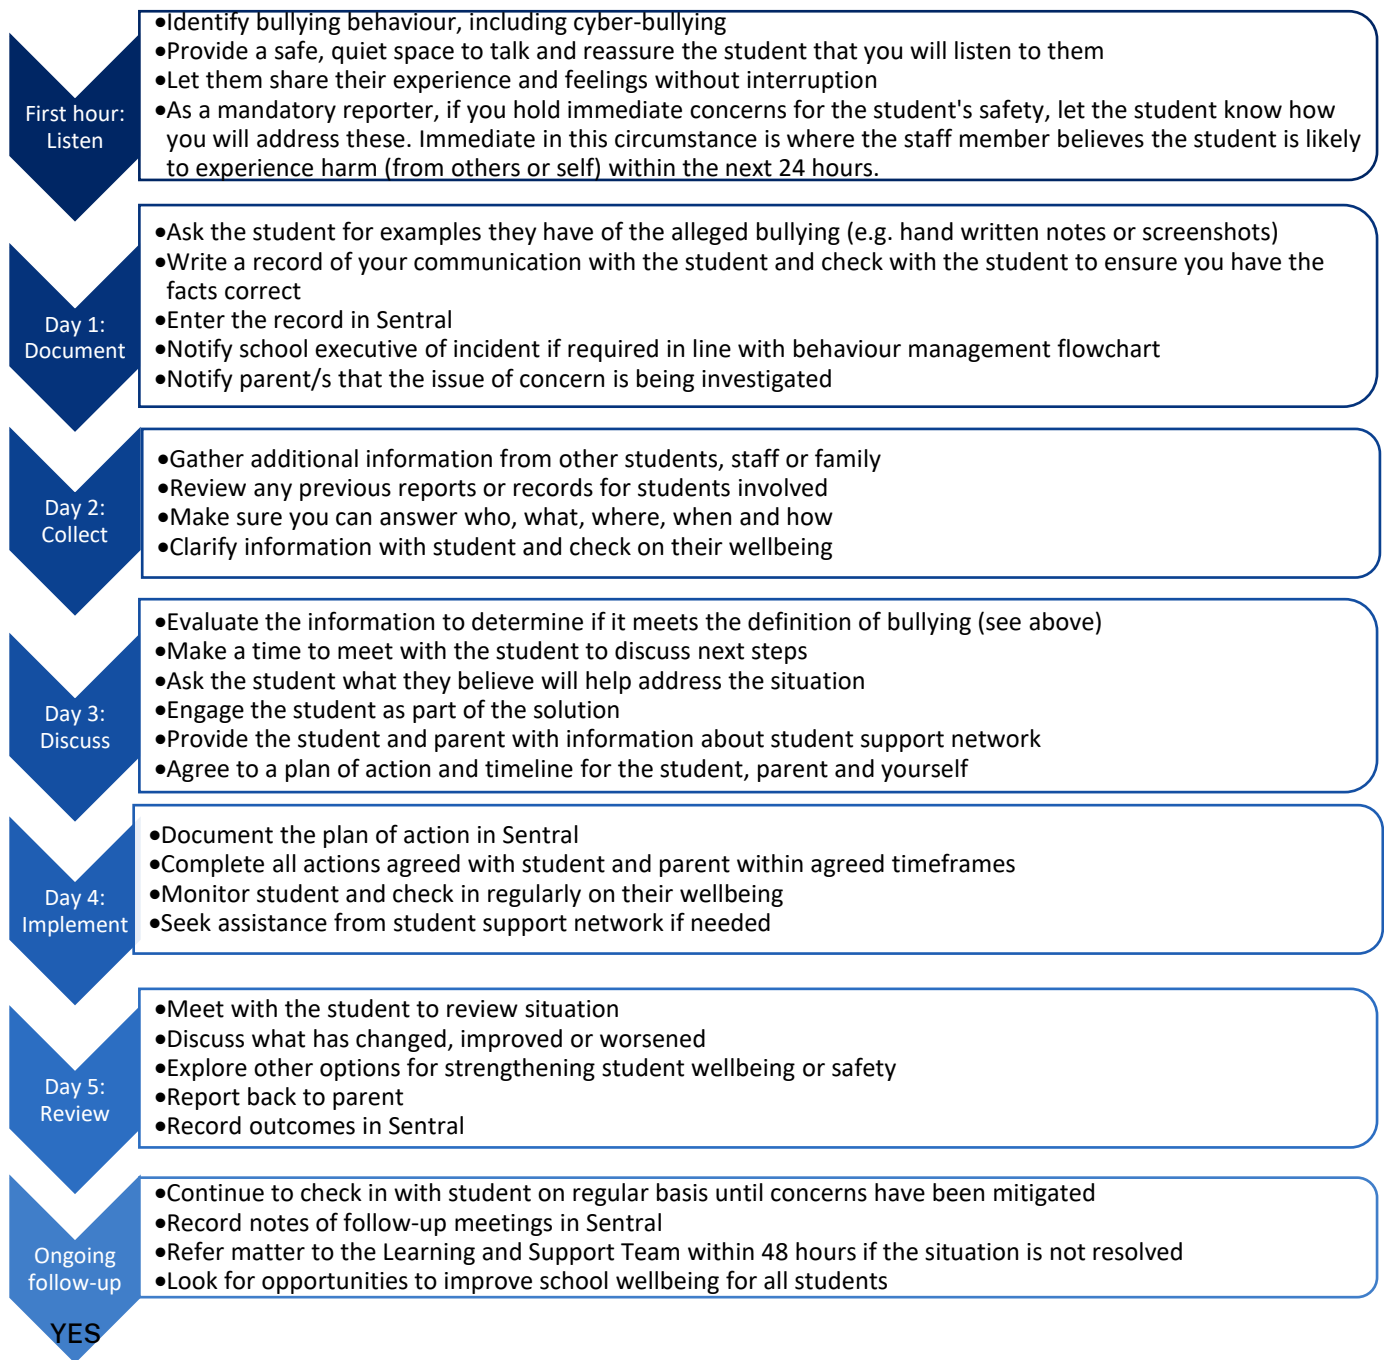 First hour:
Listen
•Identify bullying behaviour, including cyber-bullying
•Provide a safe, quiet space to talk and reassure the student that you will listen to them
•Let them share their experience and feelings without interruption
•As a mandatory reporter, if you hold immediate concerns for the student's safety, let the student know how
you will address these. Immediate in this circumstance is where the staff member believes the student is likely
to experience harm (from others or self) within the next 24 hours.
Day 1:
Document
•Ask the student for examples they have of the alleged bullying (e.g. hand written notes or screenshots)
•Write a record of your communication with the student and check with the student to ensure you have the
facts correct
•Enter the record in Sentral
•Notify school executive of incident if required in line with behaviour management flowchart
•Notify parent/s that the issue of concern is being investigated
Day 2:
Collect
•Gather additional information from other students, staff or family
•Review any previous reports or records for students involved
•Make sure you can answer who, what, where, when and how
•Clarify information with student and check on their wellbeing
Day 3:
Discuss
•Evaluate the information to determine if it meets the definition of bullying (see above)
•Make a time to meet with the student to discuss next steps
•Ask the student what they believe will help address the situation
•Engage the student as part of the solution
•Provide the student and parent with information about student support network
•Agree to a plan of action and timeline for the student, parent and yourself
Day 4:
Implement
•Document the plan of action in Sentral
•Complete all actions agreed with student and parent within agreed timeframes
•Monitor student and check in regularly on their wellbeing
•Seek assistance from student support network if needed
Day 5:
Review
•Meet with the student to review situation
•Discuss what has changed, improved or worsened
•Explore other options for strengthening student wellbeing or safety
•Report back to parent
•Record outcomes in Sentral
Ongoing
follow-up
•Continue to check in with student on regular basis until concerns have been mitigated
•Record notes of follow-up meetings in Sentral
•Refer matter to the Learning and Support Team within 48 hours if the situation is not resolved
•Look for opportunities to improve school wellbeing for all students
YES